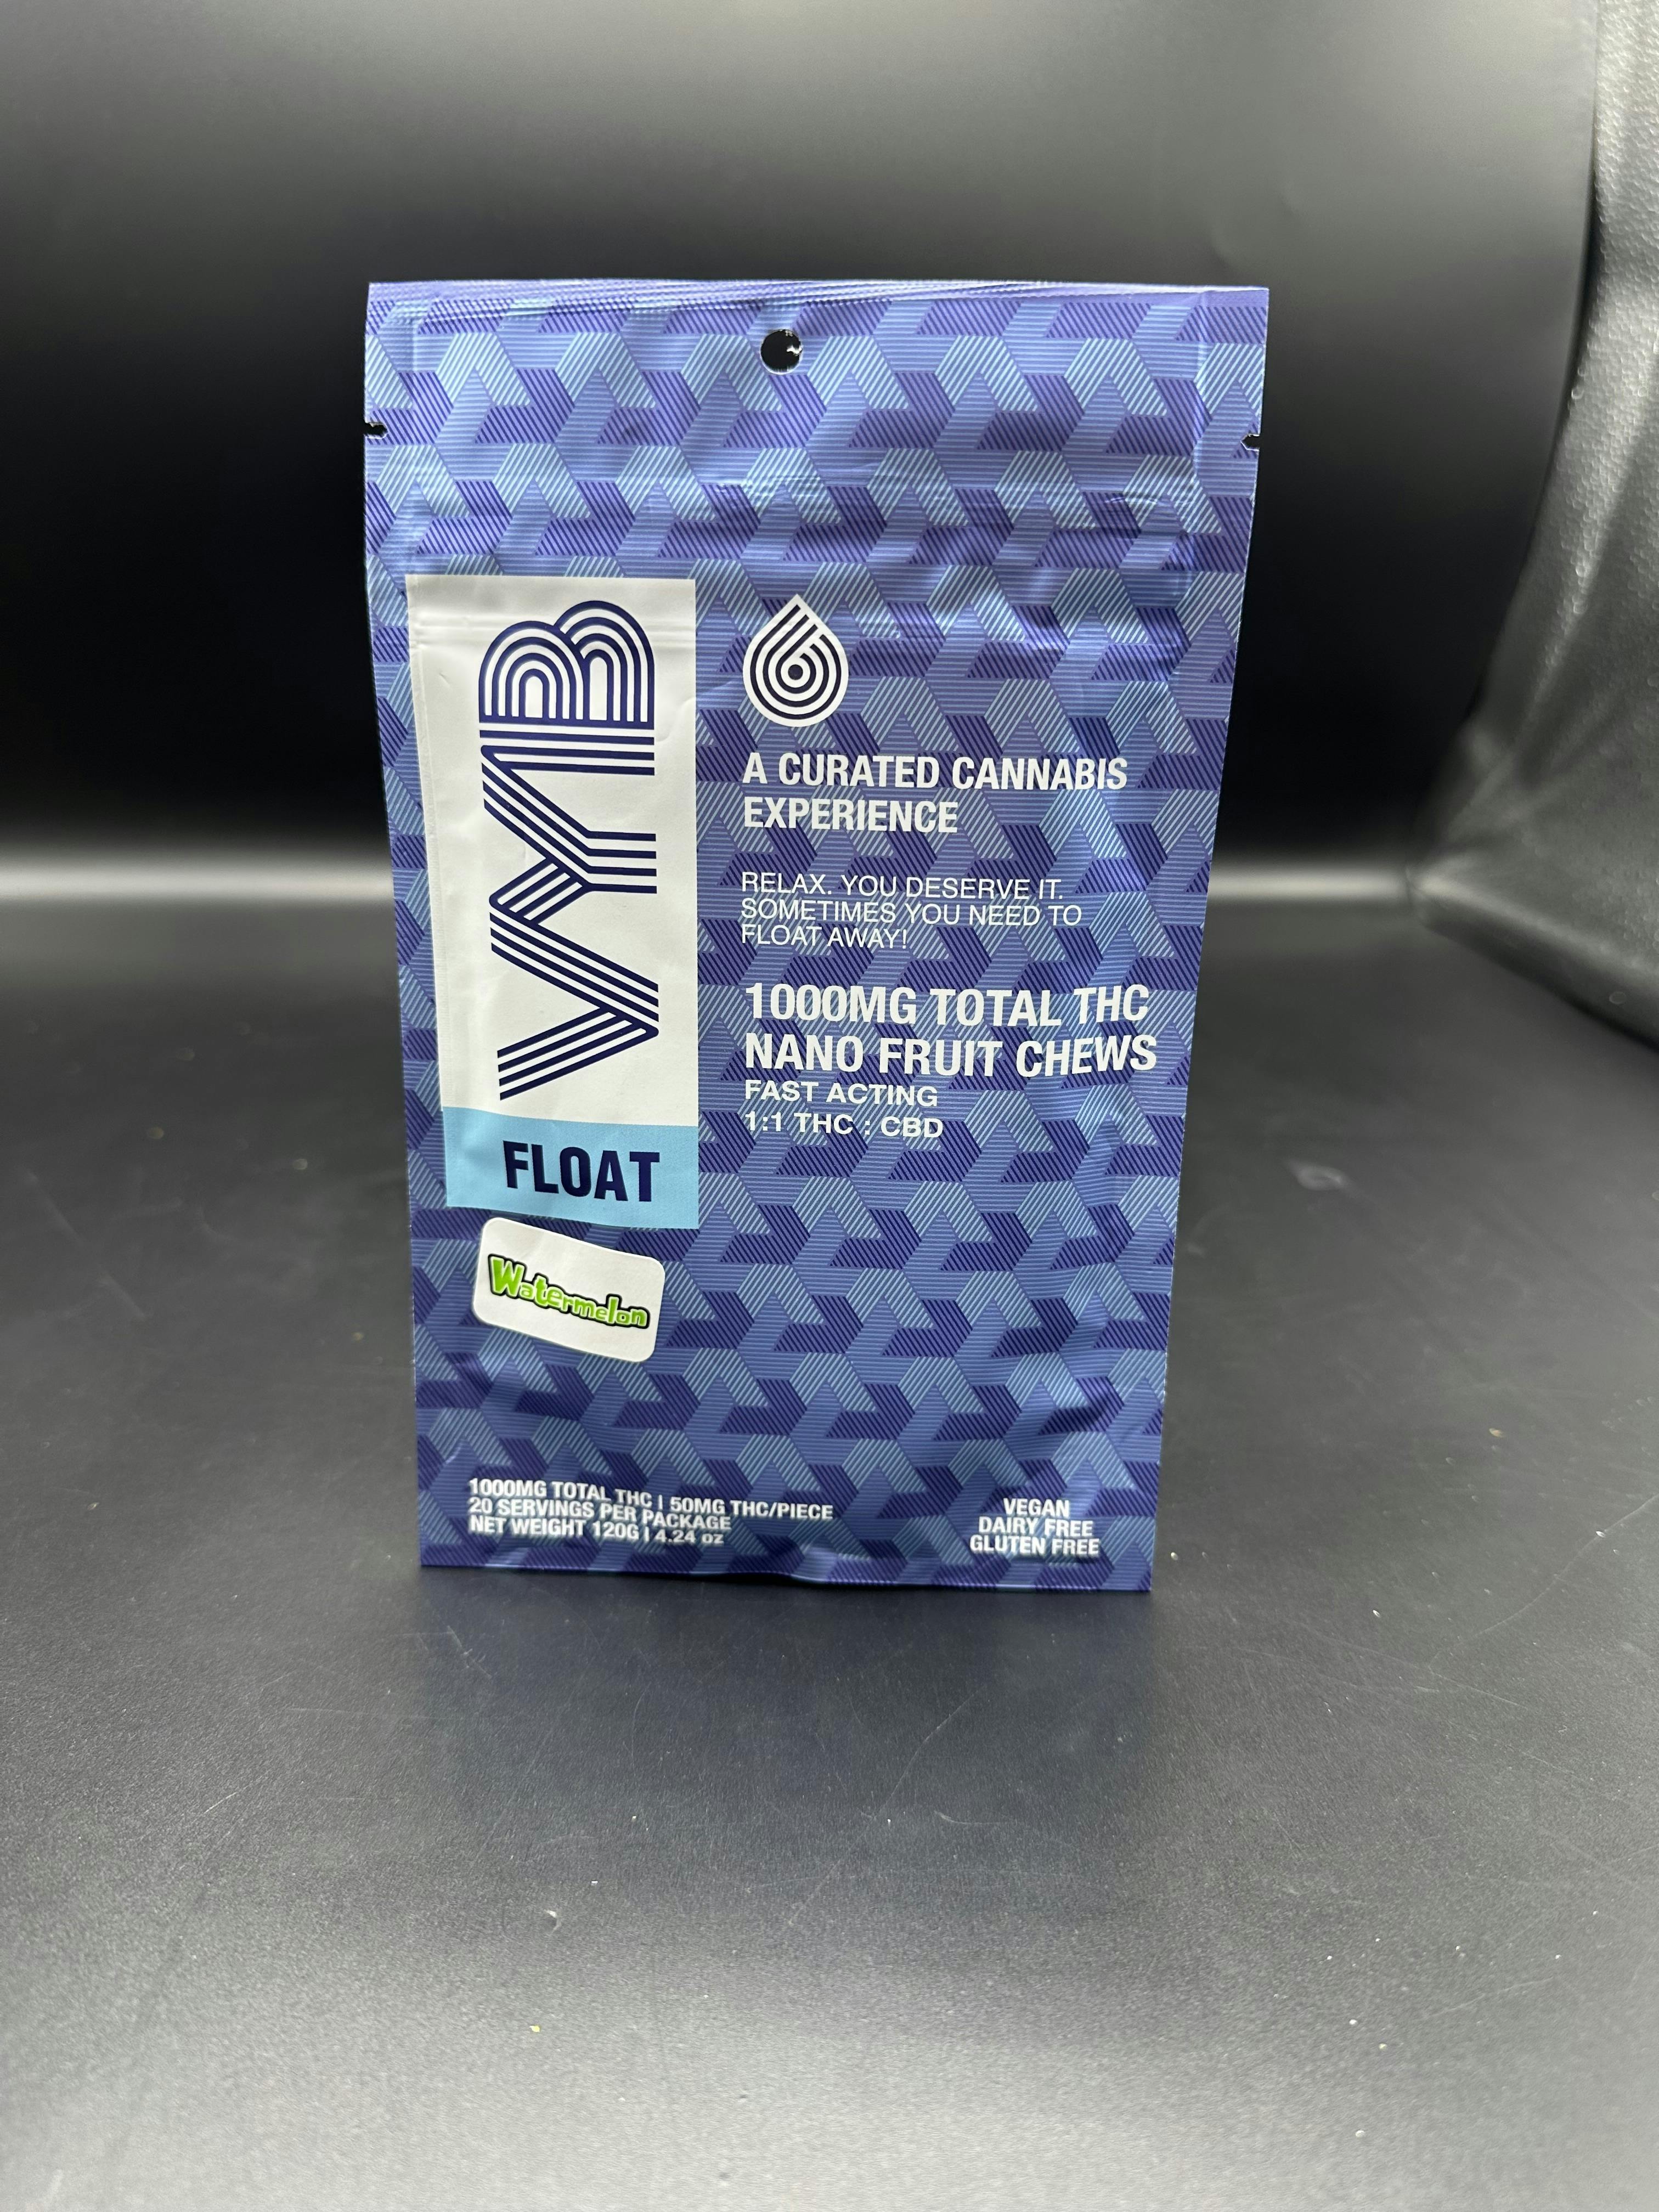 VYB
FLOAT
Watermelon
A CURATED CANNABIS
EXPERIENCE
RELAX. YOU DESERVE IT.
SOMETIMES YOU NEED TO
FLOAT AWAY!
1000MG TOTAL THC
NANO FRUIT CHEWS
FAST ACTING
1:1 THC : CBD
1000MG TOTAL THC | 50MG THC/PIECE
20 SERVINGS PER PACKAGE
NET WEIGHT 120G | 4.24 oz
VEGAN
DAIRY FREE
GLUTEN FREE